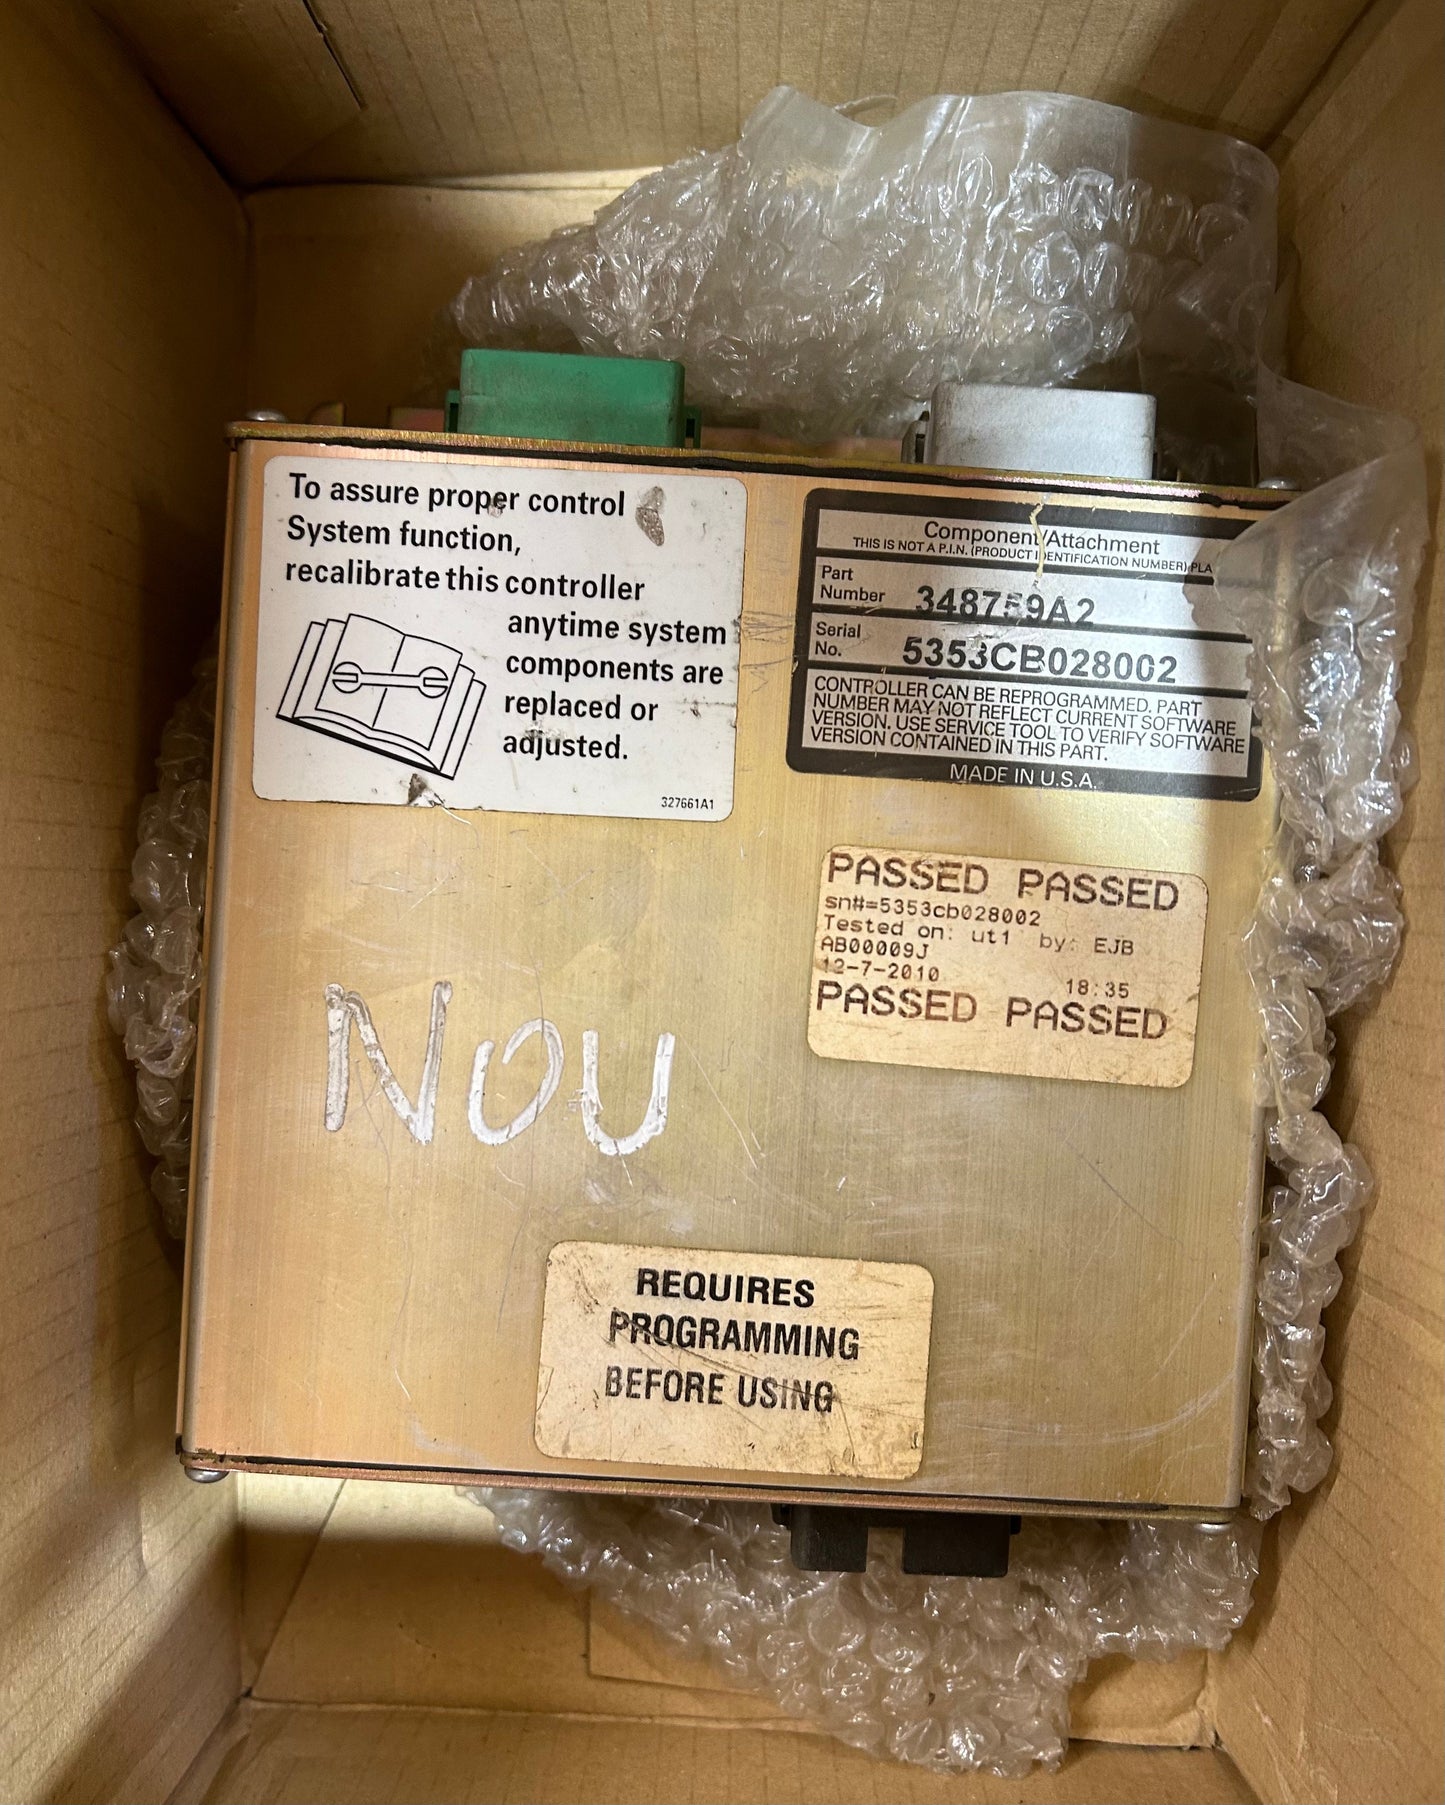 To assure proper control
System function,
recalibrate this controller
anytime system
components are
replaced or
adjusted.
327661A1
Component/Attachment
THIS IS NOT A P.I.N. (PRODUCT IDENTIFICATION NUMBER) PLA
Part
Number 348759A2
Serial
No. 5353CB028002
CONTROLLER CAN BE REPROGRAMMED. PART
NUMBER MAY NOT REFLECT CURRENT SOFTWARE
VERSION. USE SERVICE TOOL TO VERIFY SOFTWARE
VERSION CONTAINED IN THIS PART.
MADE IN U.S.A.
PASSED PASSED
sn#=5353cb028002
Tested on: ut1 by: EJB
AB00009J
12-7-2010 18:35
PASSED PASSED
NOU
REQUIRES
PROGRAMMING
BEFORE USING